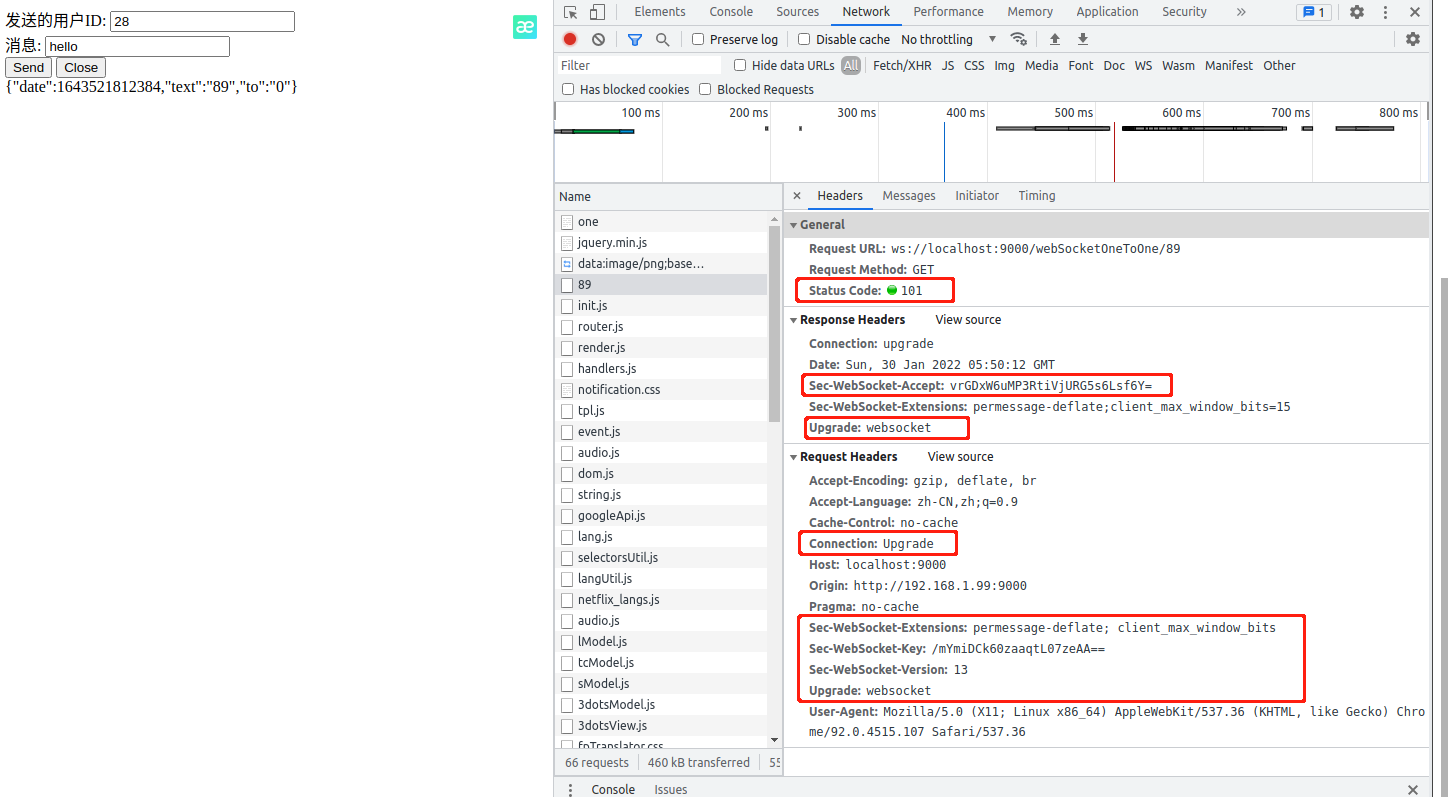 发送的用户ID: 28
消息: hello
Send Close
{"date":1643521812384,"text":"89","to":"0"}
æ
Elements Console Sources Network Performance Memory Application Security » 1
Preserve log Disable cache No throttling
Filter Hide data URLs All Fetch/XHR JS CSS Img Media Font Doc WS Wasm Manifest Other
Has blocked cookies Blocked Requests
100 ms 200 ms 300 ms 400 ms 500 ms 600 ms 700 ms 800 ms
Name
one
jquery.min.js
data:image/png;base…
89
init.js
router.js
render.js
handlers.js
notification.css
tpl.js
event.js
audio.js
dom.js
string.js
googleApi.js
lang.js
selectorsUtil.js
langUtil.js
netflix_langs.js
audio.js
lModel.js
tcModel.js
sModel.js
3dotsModel.js
3dotsView.js
fpTranslator.css
66 requests 460 kB transferred 55
× Headers Messages Initiator Timing
General
Request URL: ws://localhost:9000/webSocketOneToOne/89
Request Method: GET
Status Code: 101
Response Headers View source
Connection: upgrade
Date: Sun, 30 Jan 2022 05:50:12 GMT
Sec-WebSocket-Accept: vrGDxW6uMP3RtiVjURG5s6Lsf6Y=
Sec-WebSocket-Extensions: permessage-deflate;client_max_window_bits=15
Upgrade: websocket
Request Headers View source
Accept-Encoding: gzip, deflate, br
Accept-Language: zh-CN,zh;q=0.9
Cache-Control: no-cache
Connection: Upgrade
Host: localhost:9000
Origin: http://192.168.1.99:9000
Pragma: no-cache
Sec-WebSocket-Extensions: permessage-deflate; client_max_window_bits
Sec-WebSocket-Key: /mYmiDCk60zaaqtL07zeAA==
Sec-WebSocket-Version: 13
Upgrade: websocket
User-Agent: Mozilla/5.0 (X11; Linux x86_64) AppleWebKit/537.36 (KHTML, like Gecko) Chro
me/92.0.4515.107 Safari/537.36
Console Issues